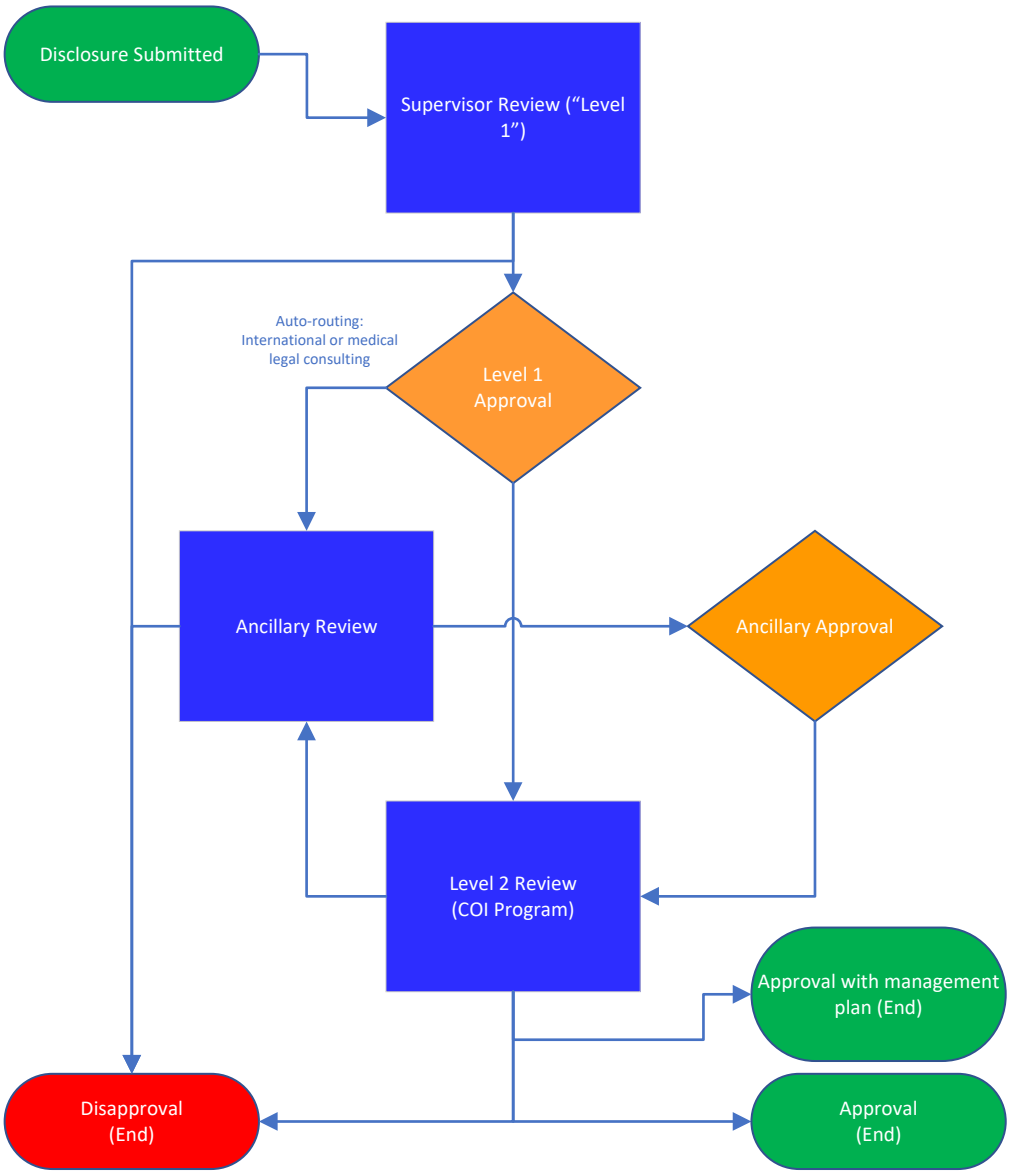 Disclosure Submitted
Supervisor Review (“Level
1”)
Auto-routing:
International or medical
legal consulting
Level 1
Approval
Ancillary Review
Ancillary Approval
Level 2 Review
(COI Program)
Approval with management
plan (End)
Disapproval
(End)
Approval
(End)